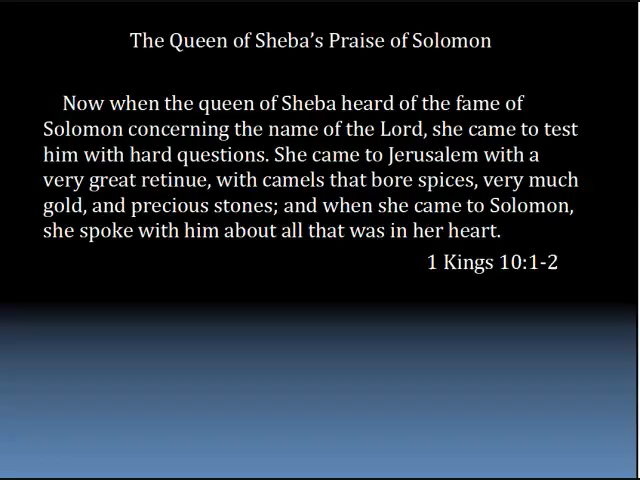 The Queen of Sheba’s Praise of Solomon
Now when the queen of Sheba heard of the fame of
Solomon concerning the name of the Lord, she came to test
him with hard questions. She came to Jerusalem with a
very great retinue, with camels that bore spices, very much
gold, and precious stones; and when she came to Solomon,
she spoke with him about all that was in her heart.
1 Kings 10:1-2